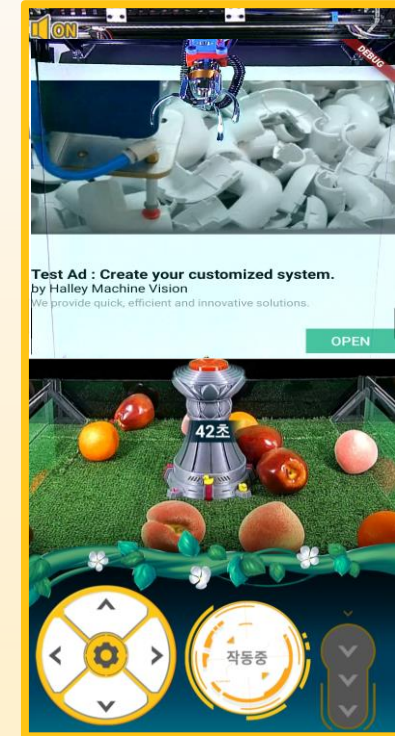 ON
DEBUG
Test Ad : Create your customized system.
by Halley Machine Vision
We provide quick, efficient and innovative solutions.
OPEN
42초
작동중